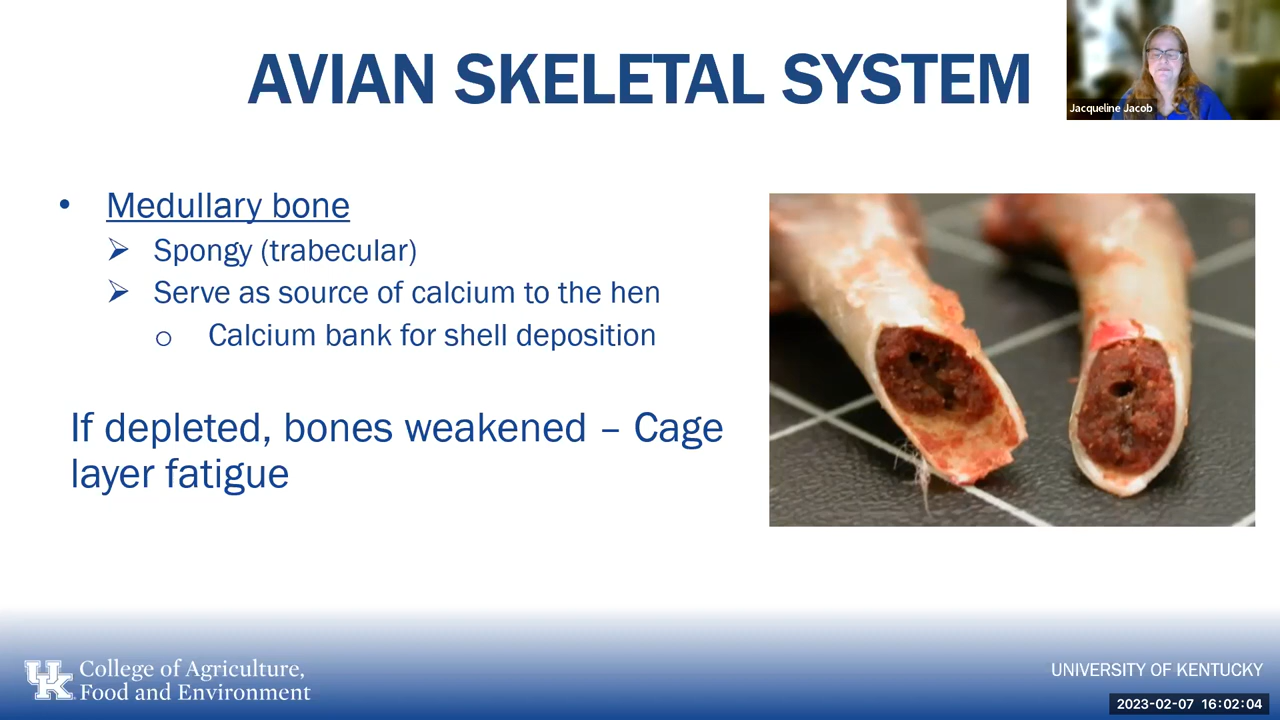 AVIAN SKELETAL SYSTEM
Jacqueline Jacob
• Medullary bone
➢ Spongy (trabecular)
➢ Serve as source of calcium to the hen
o Calcium bank for shell deposition
If depleted, bones weakened – Cage
layer fatigue
UK
College of Agriculture,
Food and Environment
UNIVERSITY OF KENTUCKY
2023-02-07 16:02:04